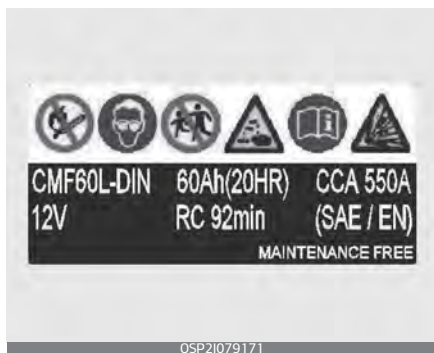 CMF60L-DIN 60Ah(20HR) CCA 550A
12V RC 92min (SAE / EN)
MAINTENANCE FREE
OSP2I079171